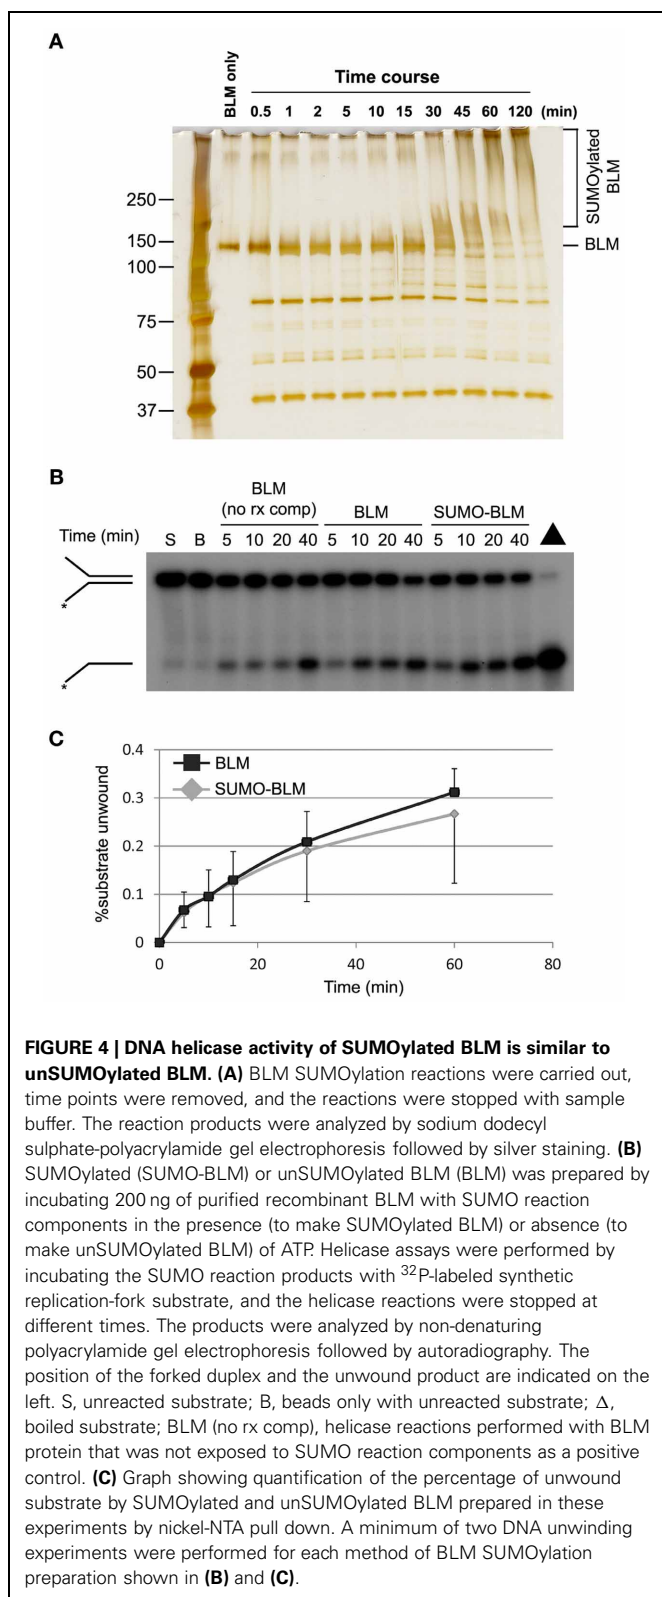 A
BLM only
Time course
0.5 1 2 5 10 15 30 45 60 120 (min)
SUMOylated
BLM
250
150
BLM
100
75
50
37
B
BLM
(no rx comp) BLM SUMO-BLM
Time (min) S B 5 10 20 40 5 10 20 40 5 10 20 40 ▲
*
*
C
%substrate unwound
0.4
0.3
0.2
0.1
0
BLM
SUMO-BLM
0 20 40 60 80
Time (min)
FIGURE 4 | DNA helicase activity of SUMOylated BLM is similar to
unSUMOylated BLM. (A) BLM SUMOylation reactions were carried out,
time points were removed, and the reactions were stopped with sample
buffer. The reaction products were analyzed by sodium dodecyl
sulphate-polyacrylamide gel electrophoresis followed by silver staining. (B)
SUMOylated (SUMO-BLM) or unSUMOylated BLM (BLM) was prepared by
incubating 200 ng of purified recombinant BLM with SUMO reaction
components in the presence (to make SUMOylated BLM) or absence (to
make unSUMOylated BLM) of ATP. Helicase assays were performed by
incubating the SUMO reaction products with ³²P-labeled synthetic
replication-fork substrate, and the helicase reactions were stopped at
different times. The products were analyzed by non-denaturing
polyacrylamide gel electrophoresis followed by autoradiography. The
position of the forked duplex and the unwound product are indicated on the
left. S, unreacted substrate; B, beads only with unreacted substrate; Δ,
boiled substrate; BLM (no rx comp), helicase reactions performed with BLM
protein that was not exposed to SUMO reaction components as a positive
control. (C) Graph showing quantification of the percentage of unwound
substrate by SUMOylated and unSUMOylated BLM prepared in these
experiments by nickel-NTA pull down. A minimum of two DNA unwinding
experiments were performed for each method of BLM SUMOylation
preparation shown in (B) and (C).